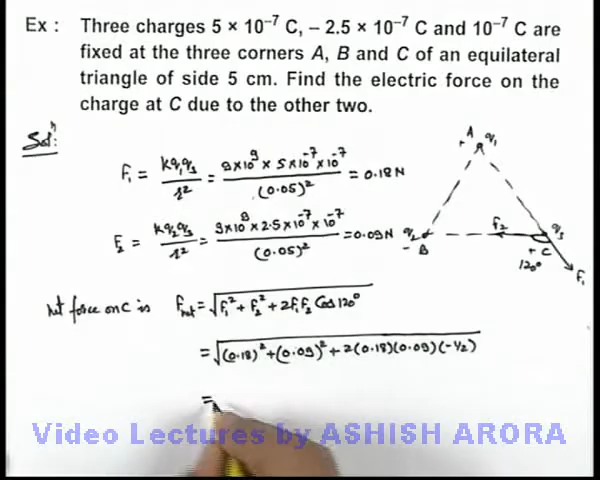 Ex : Three charges 5 × 10⁻⁷ C, – 2.5 × 10⁻⁷ C and 10⁻⁷ C are
fixed at the three corners A, B and C of an equilateral
triangle of side 5 cm. Find the electric force on the
charge at C due to the other two.
Solⁿ
F₁ = kq₁q₃/r² = 9×10⁹ × 5×10⁻⁷ × 10⁻⁷/(0.05)² = 0.18 N
F₂ = kq₂q₃/r² = 9×10⁹ × 2.5×10⁻⁷ × 10⁻⁷/(0.05)² = 0.09 N
A + q₁
q₂ - B
F₂
q₃ + C
120°
F₁
Net force on C is Fnet = √(F₁² + F₂² + 2F₁F₂ Cos 120°)
= √((0.18)² + (0.09)² + 2(0.18)(0.09)(-1/2))
=
Video Lectures by ASHISH ARORA